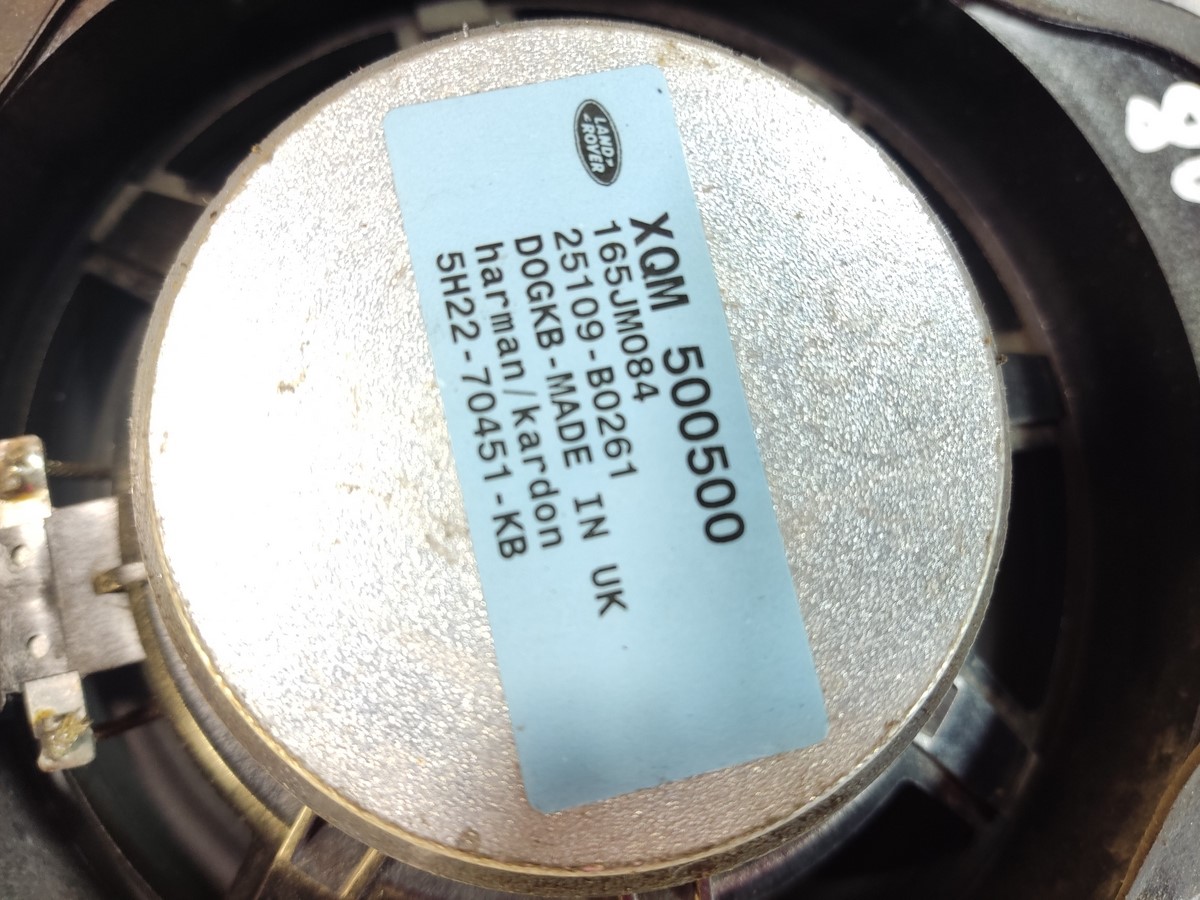 LAND
ROVER
XQM 500500
165JM084
25109-B0261
DOGKB-MADE IN UK
harman/kardon
5H22-70451-KB